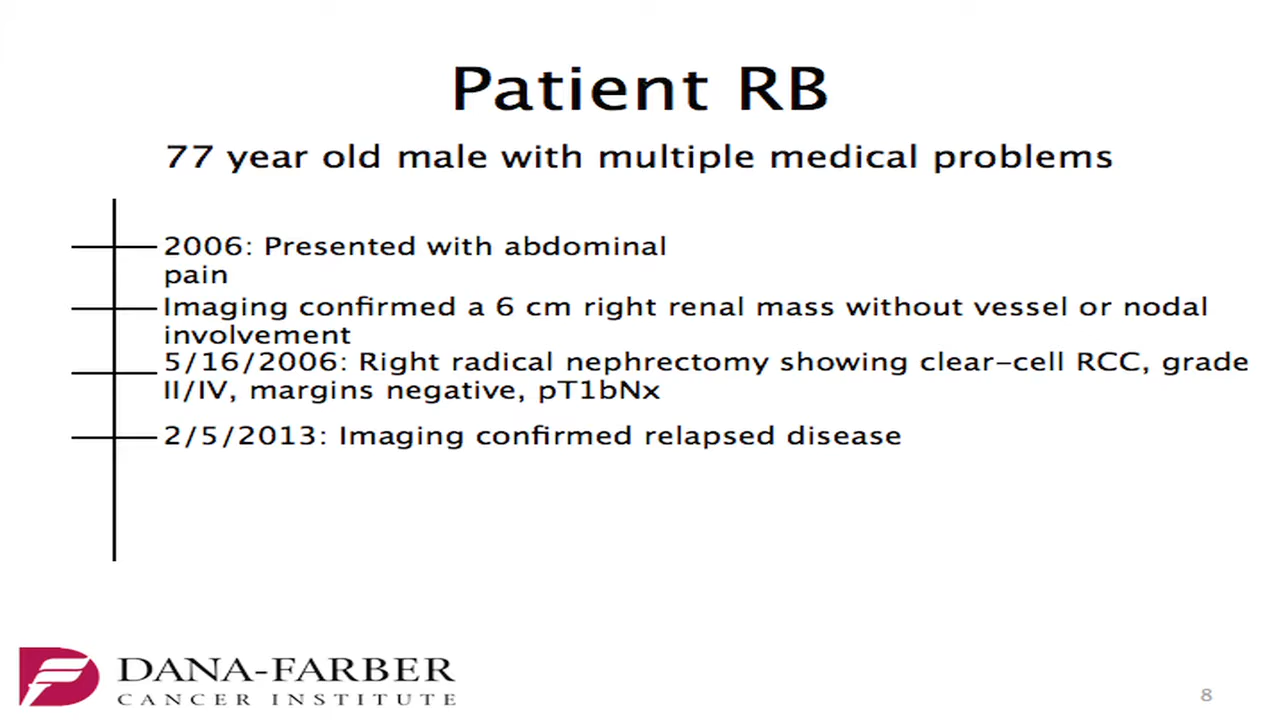 Patient RB
77 year old male with multiple medical problems
2006: Presented with abdominal
pain
Imaging confirmed a 6 cm right renal mass without vessel or nodal
involvement
5/16/2006: Right radical nephrectomy showing clear-cell RCC, grade
II/IV, margins negative, pT1bNx
2/5/2013: Imaging confirmed relapsed disease
DANA-FARBER
CANCER INSTITUTE
8